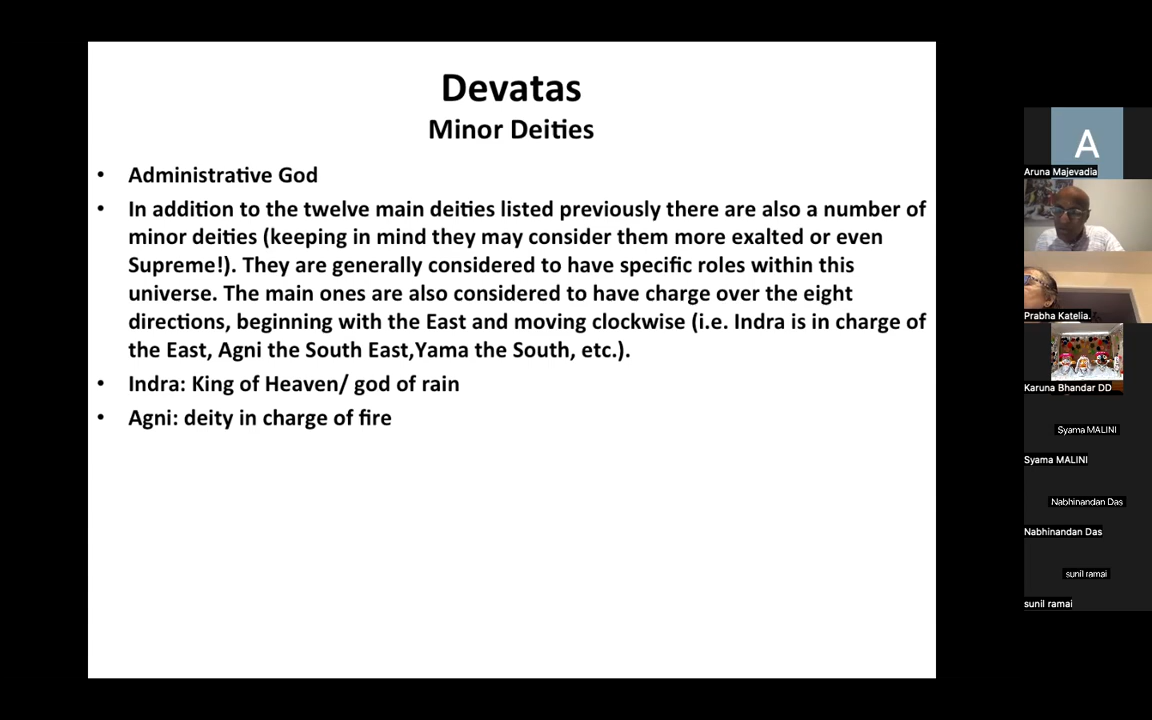 Devatas
Minor Deities
• Administrative God
• In addition to the twelve main deities listed previously there are also a number of
minor deities (keeping in mind they may consider them more exalted or even
Supreme!). They are generally considered to have specific roles within this
universe. The main ones are also considered to have charge over the eight
directions, beginning with the East and moving clockwise (i.e. Indra is in charge of
the East, Agni the South East,Yama the South, etc.).
• Indra: King of Heaven/ god of rain
• Agni: deity in charge of fire
A
Aruna Majevadia
Prabha Katelia.
Karuna Bhandar DD
Syama MALINI
Syama MALINI
Nabhinandan Das
Nabhinandan Das
sunil ramai
sunil ramai